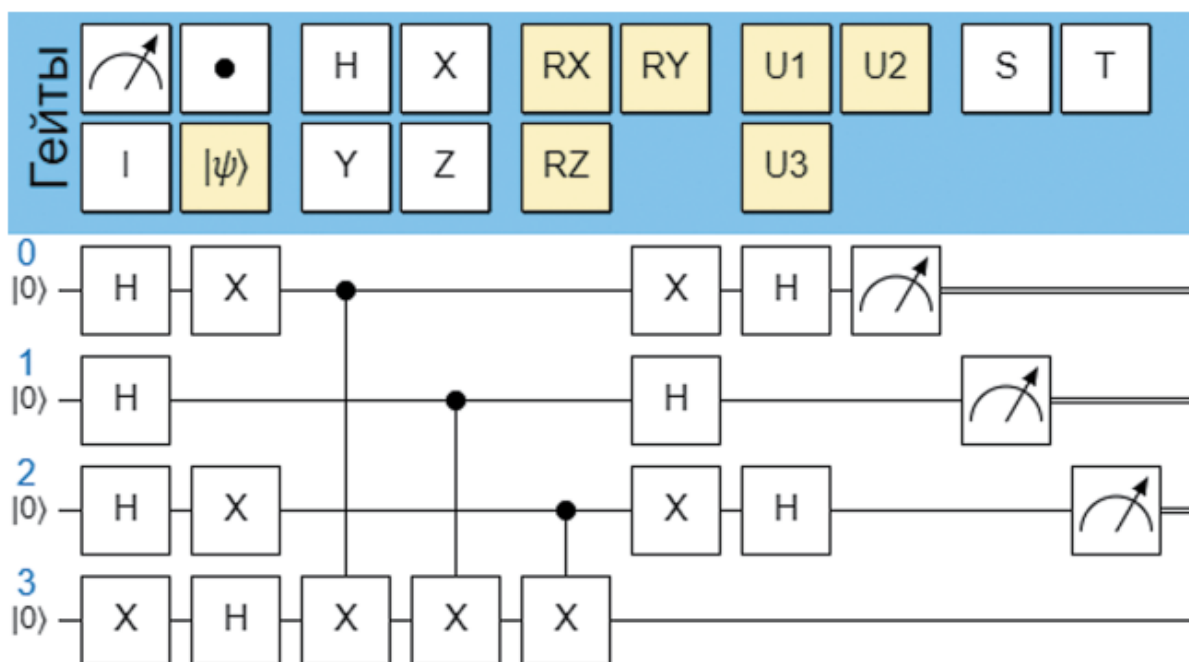 Гейты
H X RX RY U1 U2 S T
I |ψ⟩ Y Z RZ U3
0
|0⟩ H X X H
1
|0⟩ H H
2
|0⟩ H X X H
3
|0⟩ X H X X X